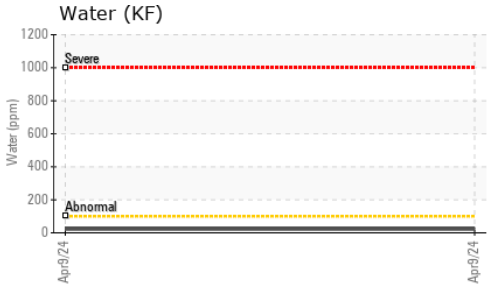 Water (KF)
1200
Severe
1000
800
Water (ppm)
600
400
200
Abnormal
0
Apr9/24
Apr9/24